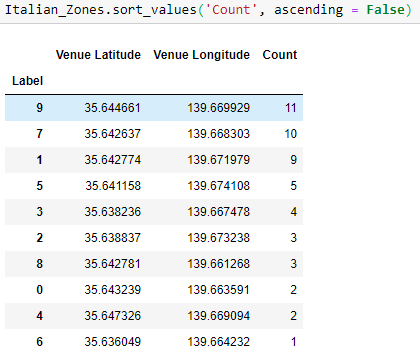 Italian_Zones.sort_values('Count', ascending = False)
Venue Latitude Venue Longitude Count
Label
9 35.644661 139.669929 11
7 35.642637 139.668303 10
1 35.642774 139.671979 9
5 35.641158 139.674108 5
3 35.638236 139.667478 4
2 35.638837 139.673238 3
8 35.642781 139.661268 3
0 35.643239 139.663591 2
4 35.647326 139.669094 2
6 35.636049 139.664232 1